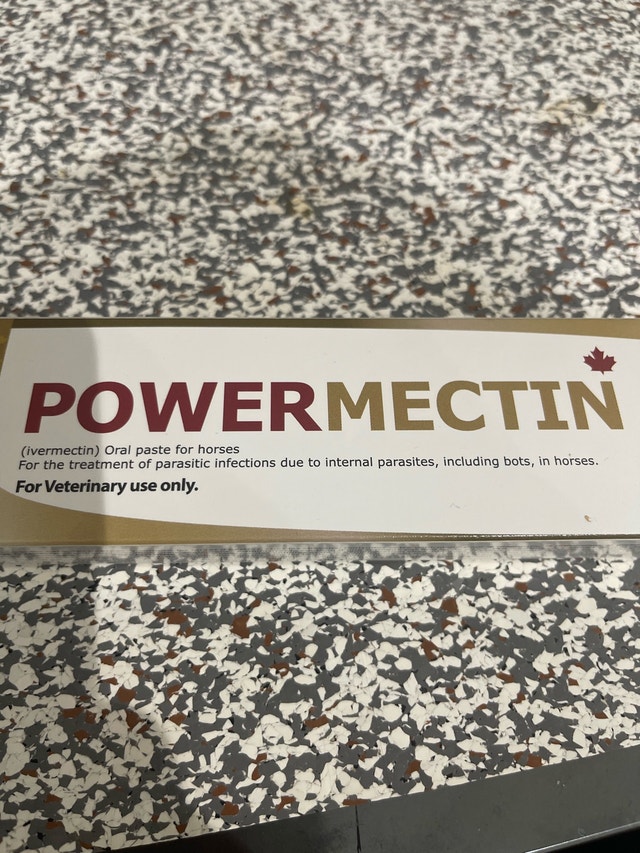 POWERMECTIN
(ivermectin) Oral paste for horses
For the treatment of parasitic infections due to internal parasites, including bots, in horses.
For Veterinary use only.